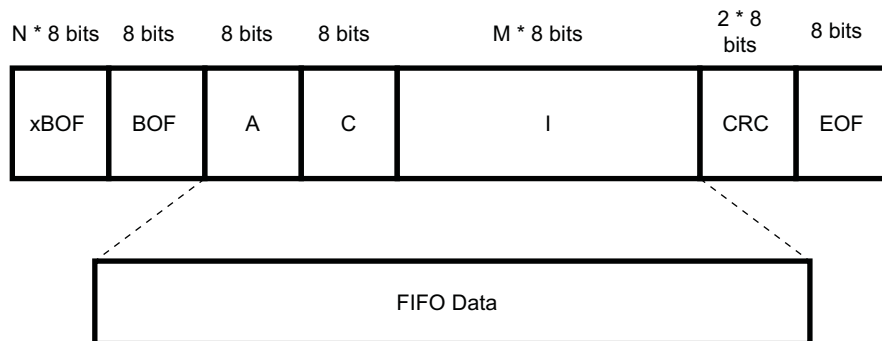 N * 8 bits 8 bits 8 bits 8 bits M * 8 bits 2 * 8 bits 8 bits
xBOF BOF A C I CRC EOF
FIFO Data